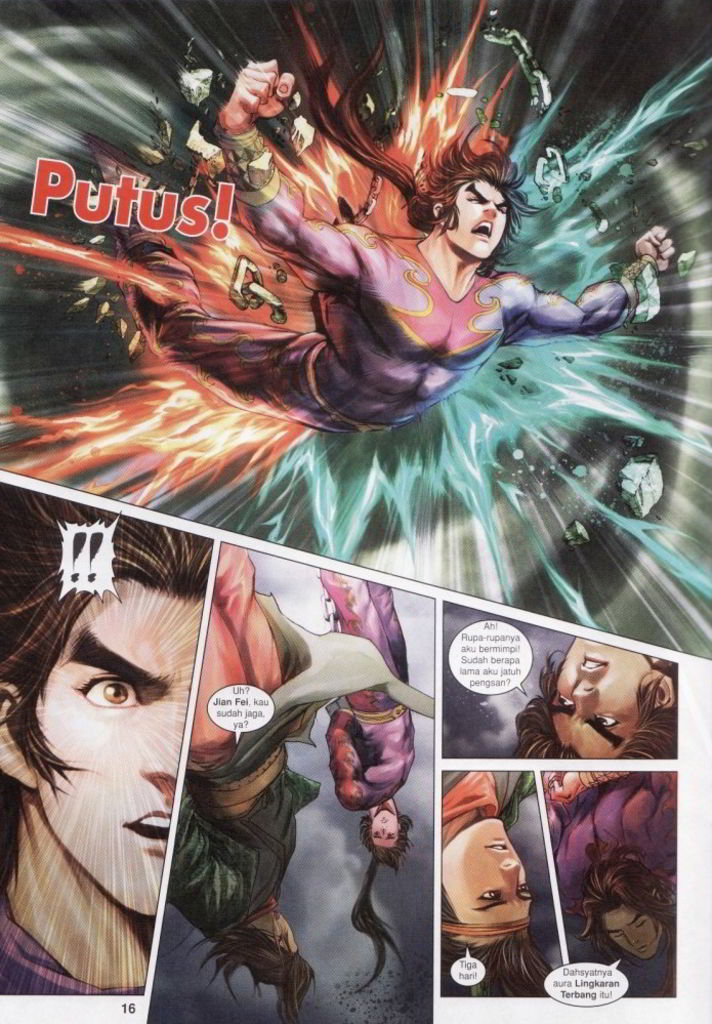 Putus!
!!
Uh?
Jian Fei, kau
sudah jaga,
ya?
Ah!
Rupa-rupanya
aku bermimpi!
Sudah berapa
lama aku jatuh
pengsan?
Tiga
hari!
Dahsyatnya
aura Lingkaran
Terbang itu!
16